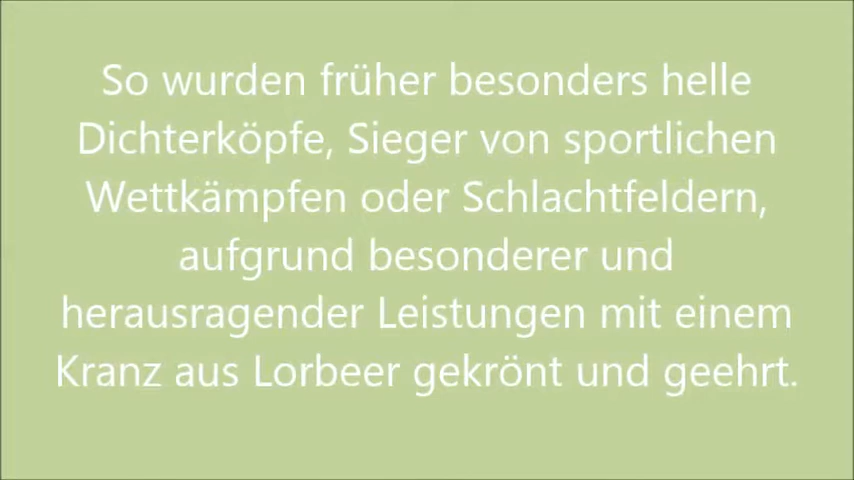 So wurden früher besonders helle
Dichterköpfe, Sieger von sportlichen
Wettkämpfen oder Schlachtfeldern,
aufgrund besonderer und
herausragender Leistungen mit einem
Kranz aus Lorbeer gekrönt und geehrt.